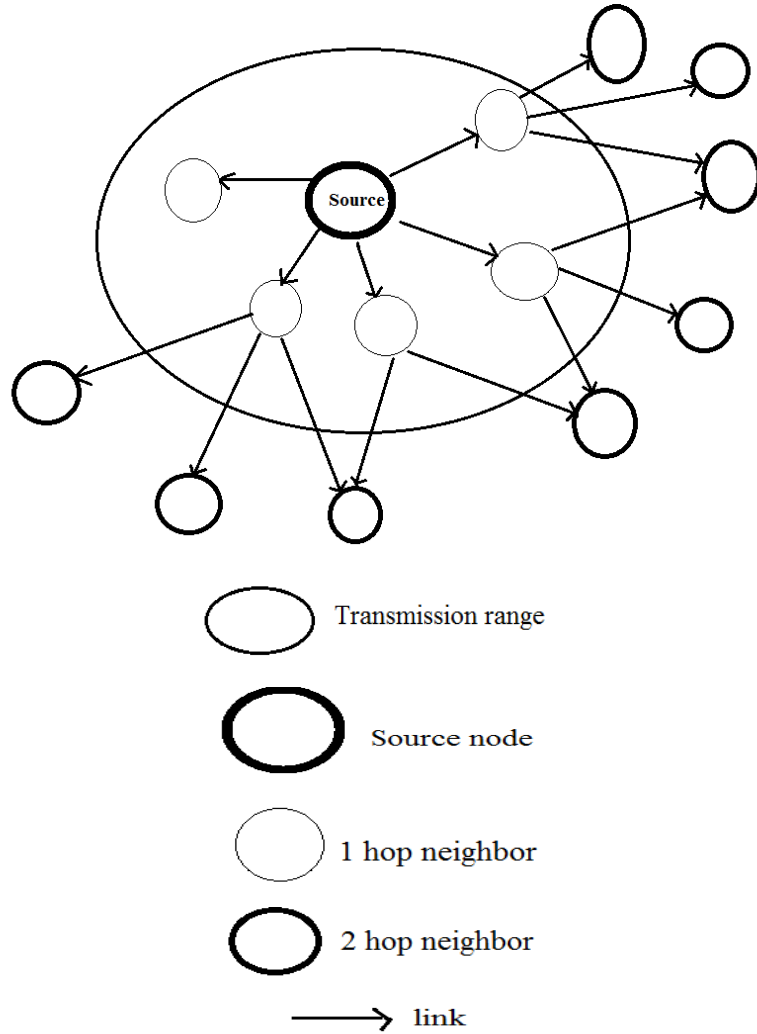 Source
Transmission range
Source node
1 hop neighbor
2 hop neighbor
link